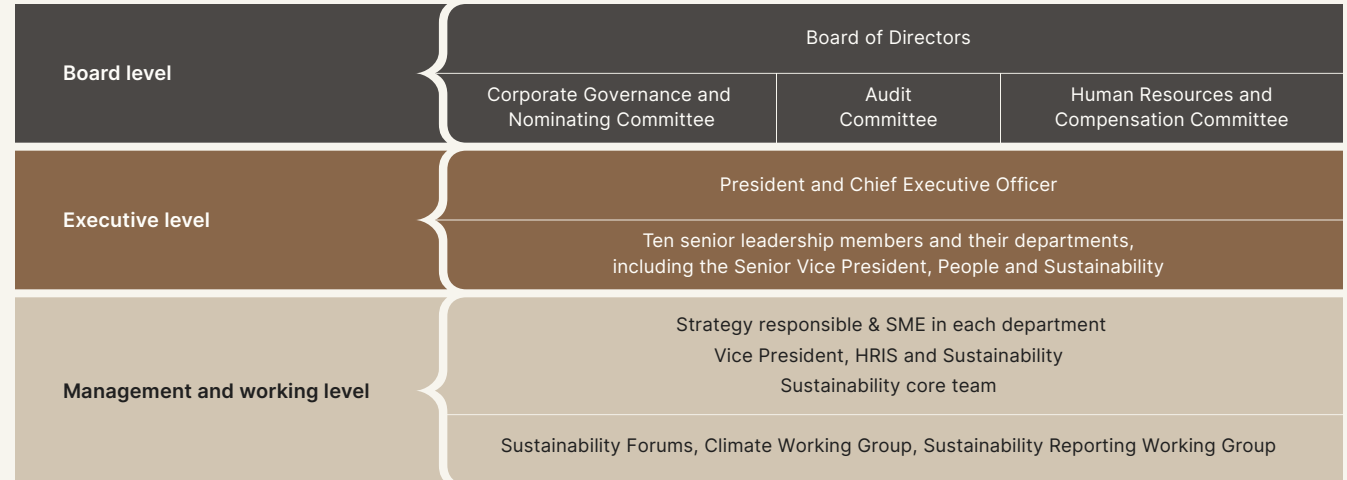 Board level
Board of Directors
Corporate Governance and
Nominating Committee
Audit
Committee
Human Resources and
Compensation Committee
Executive level
President and Chief Executive Officer
Ten senior leadership members and their departments,
including the Senior Vice President, People and Sustainability
Management and working level
Strategy responsible & SME in each department
Vice President, HRIS and Sustainability
Sustainability core team
Sustainability Forums, Climate Working Group, Sustainability Reporting Working Group